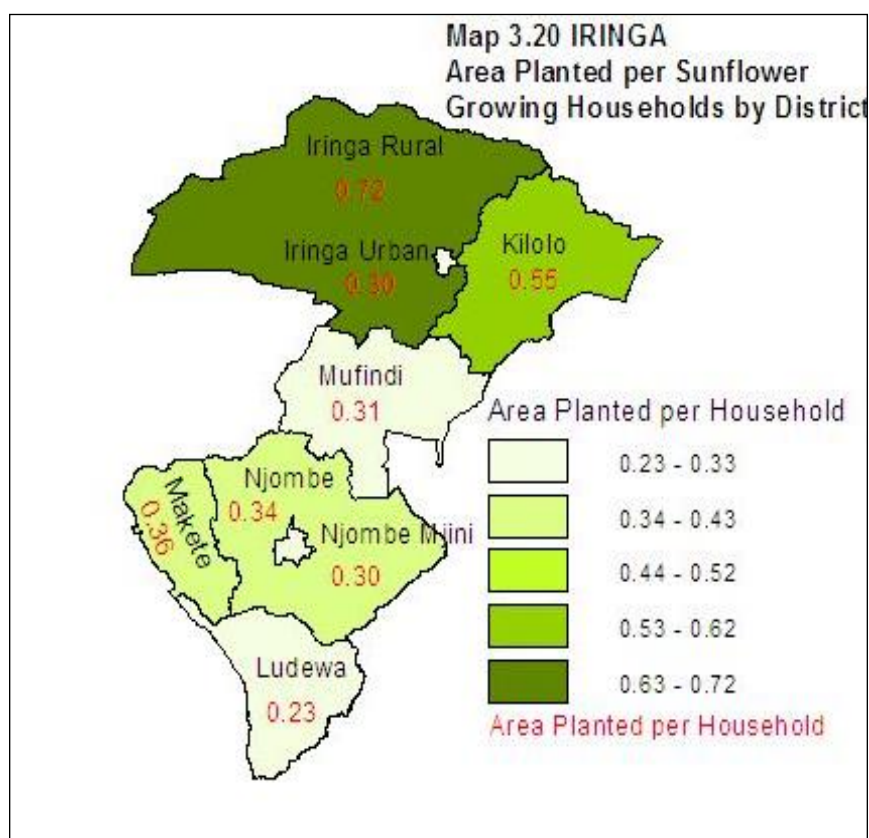 Map 3.20 IRINGA
Area Planted per Sunflower
Growing Households by District
Iringa Rural
0.72
Iringa Urban
0.30
Kilolo
0.55
Mufindi
0.31
Njombe
0.34
Makete
0.36
Njombe Mjini
0.30
Ludewa
0.23
Area Planted per Household
0.23 - 0.33
0.34 - 0.43
0.44 - 0.52
0.53 - 0.62
0.63 - 0.72
Area Planted per Household